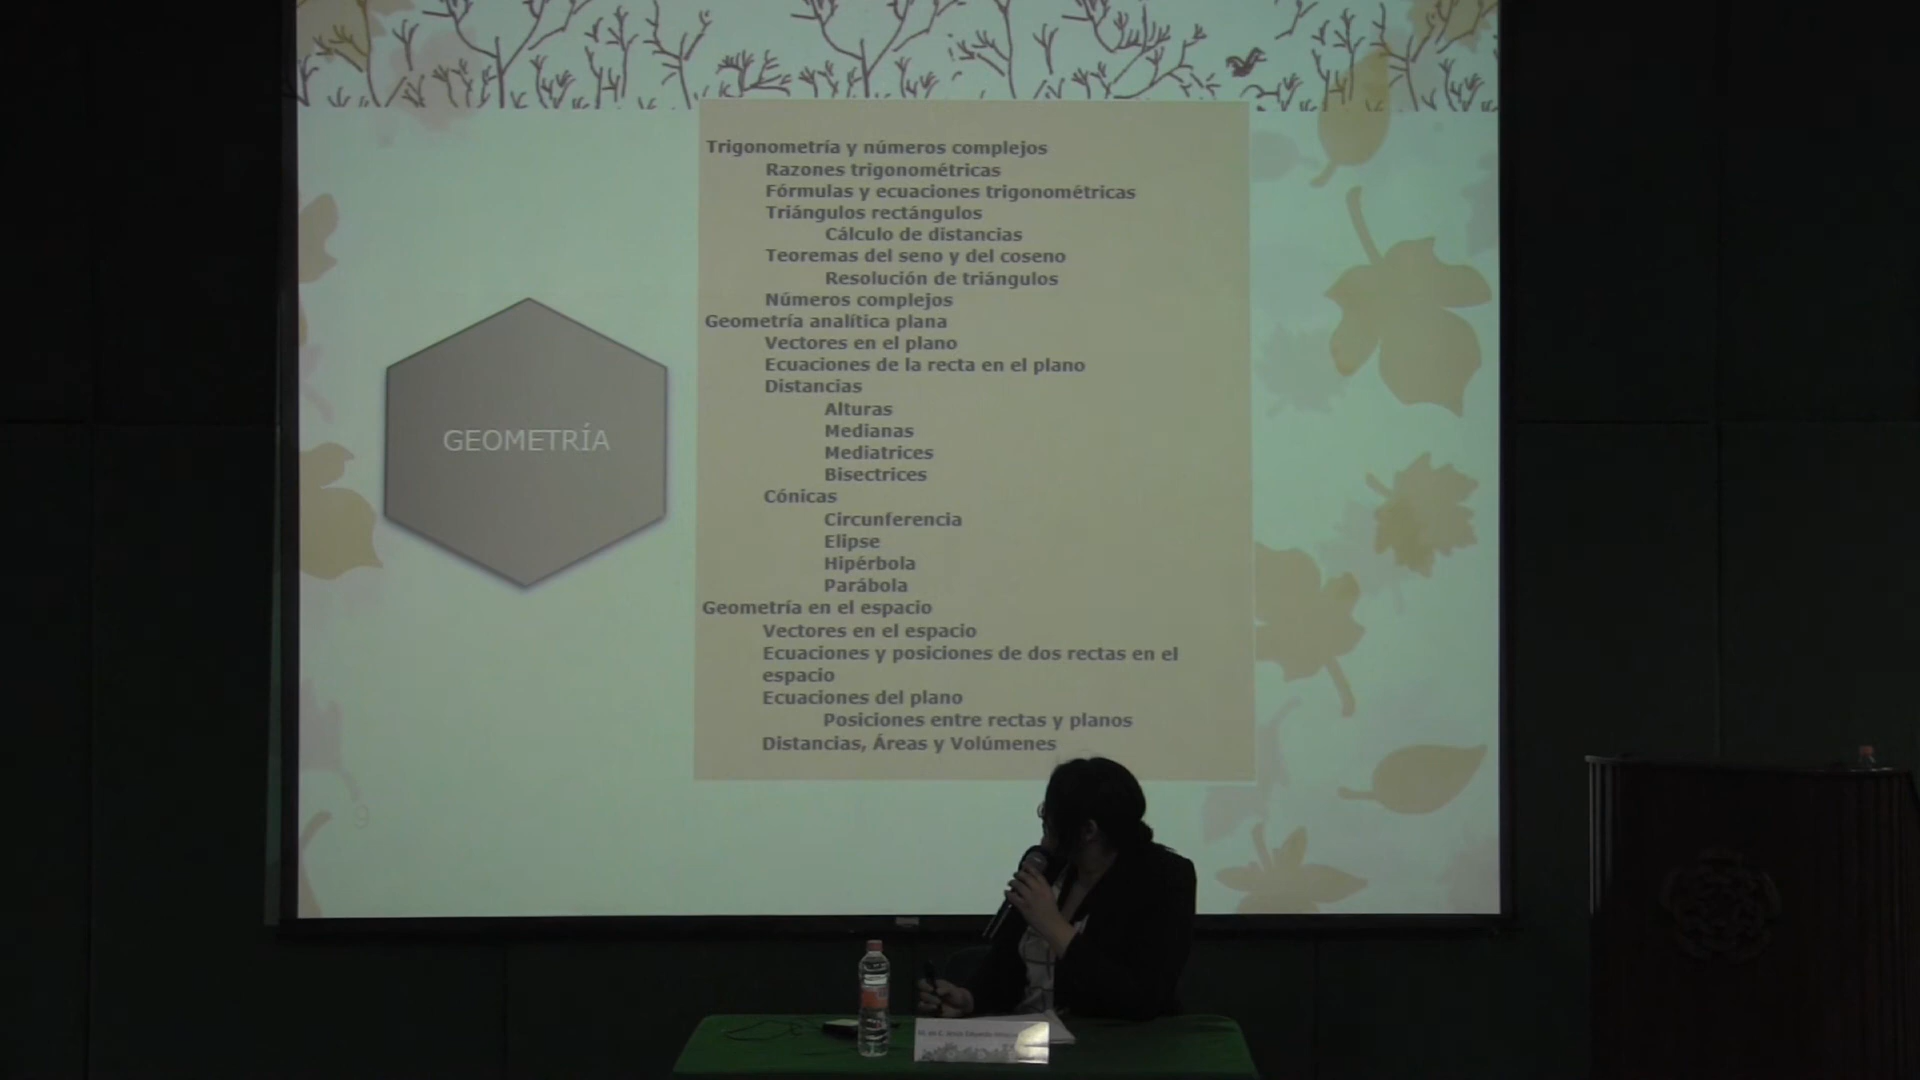 Trigonometría y números complejos
Razones trigonométricas
Fórmulas y ecuaciones trigonométricas
Triángulos rectángulos
Cálculo de distancias
Teoremas del seno y del coseno
Resolución de triángulos
Números complejos
Geometría analítica plana
Vectores en el plano
Ecuaciones de la recta en el plano
Distancias
Alturas
Medianas
Mediatrices
Bisectrices
Cónicas
Circunferencia
Elipse
Hipérbola
Parábola
Geometría en el espacio
Vectores en el espacio
Ecuaciones y posiciones de dos rectas en el
espacio
Ecuaciones del plano
Posiciones entre rectas y planos
Distancias, Áreas y Volúmenes
GEOMETRÍA
9